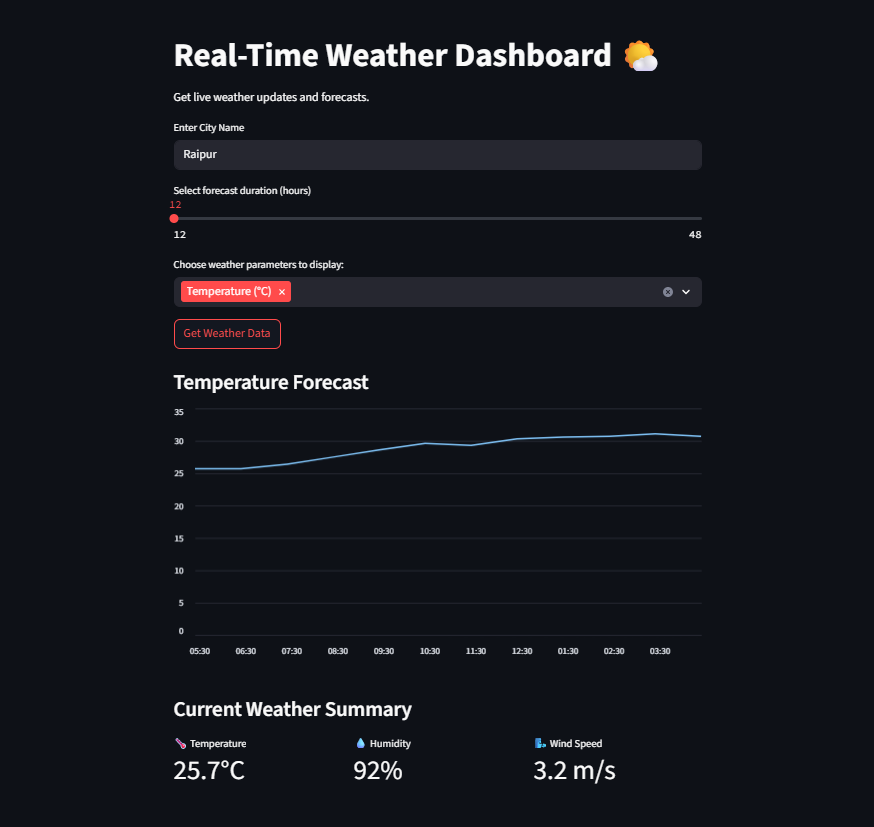 Real-Time Weather Dashboard
Get live weather updates and forecasts.
Enter City Name
Raipur
Select forecast duration (hours)
12
12 48
Choose weather parameters to display:
Temperature (°C) ×
Get Weather Data
Temperature Forecast
35
30
25
20
15
10
5
0
05:30 06:30 07:30 08:30 09:30 10:30 11:30 12:30 01:30 02:30 03:30
Current Weather Summary
Temperature Humidity Wind Speed
25.7°C 92% 3.2 m/s